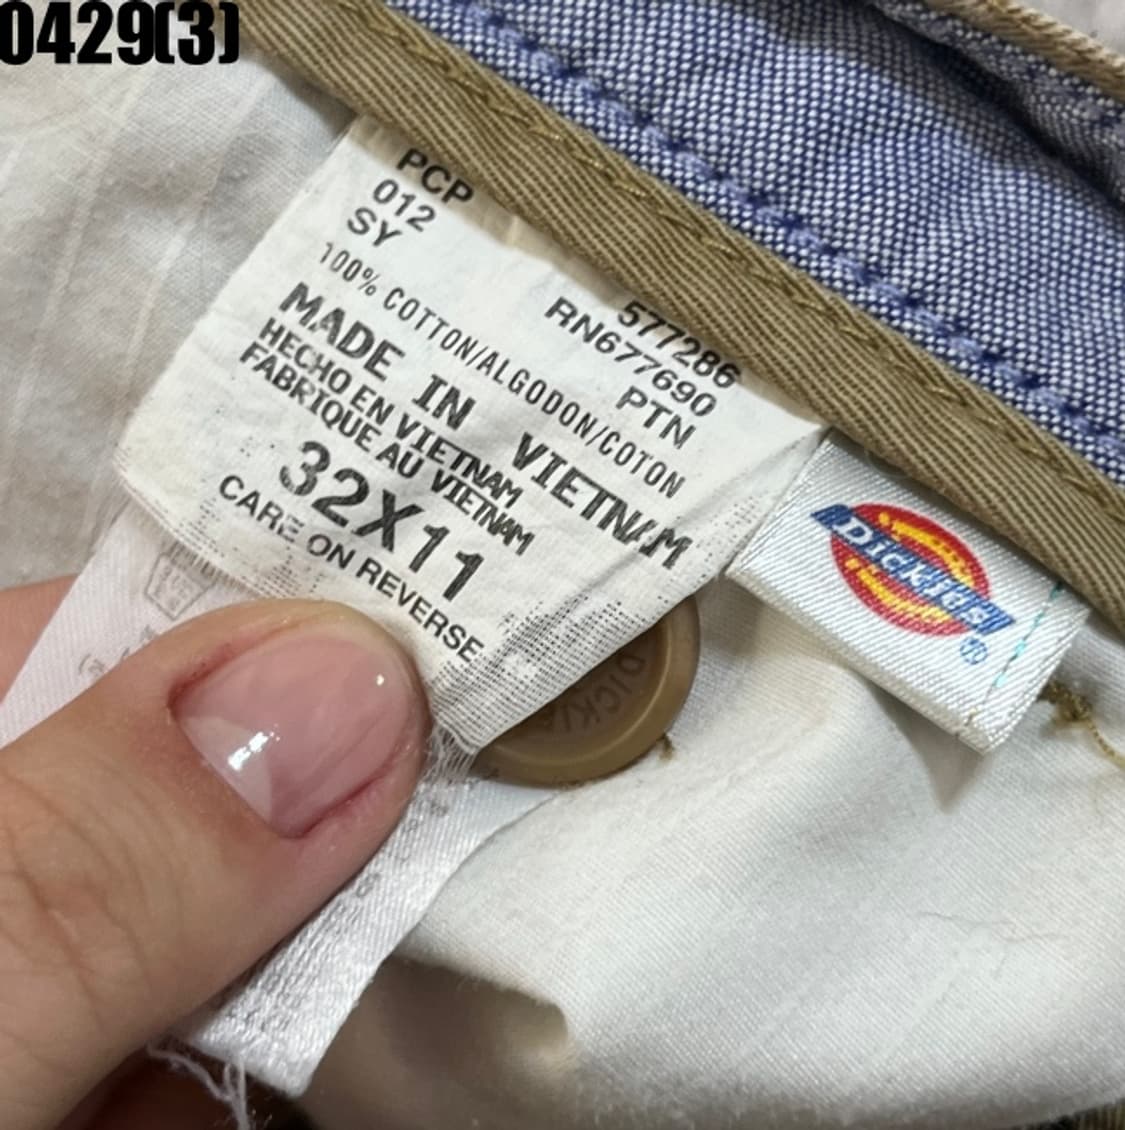 0429(3)
PCP
012
SY
577286
RN677690
PTN
100% COTTON/ALGODON/COTON
MADE IN VIETNAM
HECHO EN VIETNAM
FABRIQUE AU VIETNAM
32X11
CARE ON REVERSE
DICKIES
®
DICKI